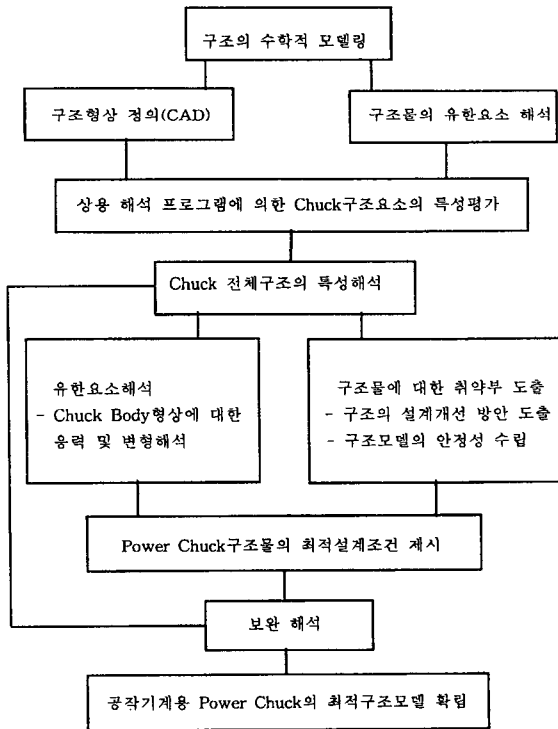 구조의 수학적 모델링
구조형상 정의(CAD)
구조물의 유한요소 해석
상용 해석 프로그램에 의한 Chuck구조요소의 특성평가
Chuck 전체구조의 특성해석
유한요소해석
- Chuck Body형상에 대한
응력 및 변형해석
구조물에 대한 취약부 도출
- 구조의 설계개선 방안 도출
- 구조모델의 안정성 수립
Power Chuck구조물의 최적설계조건 제시
보완 해석
공작기계용 Power Chuck의 최적구조모델 확립